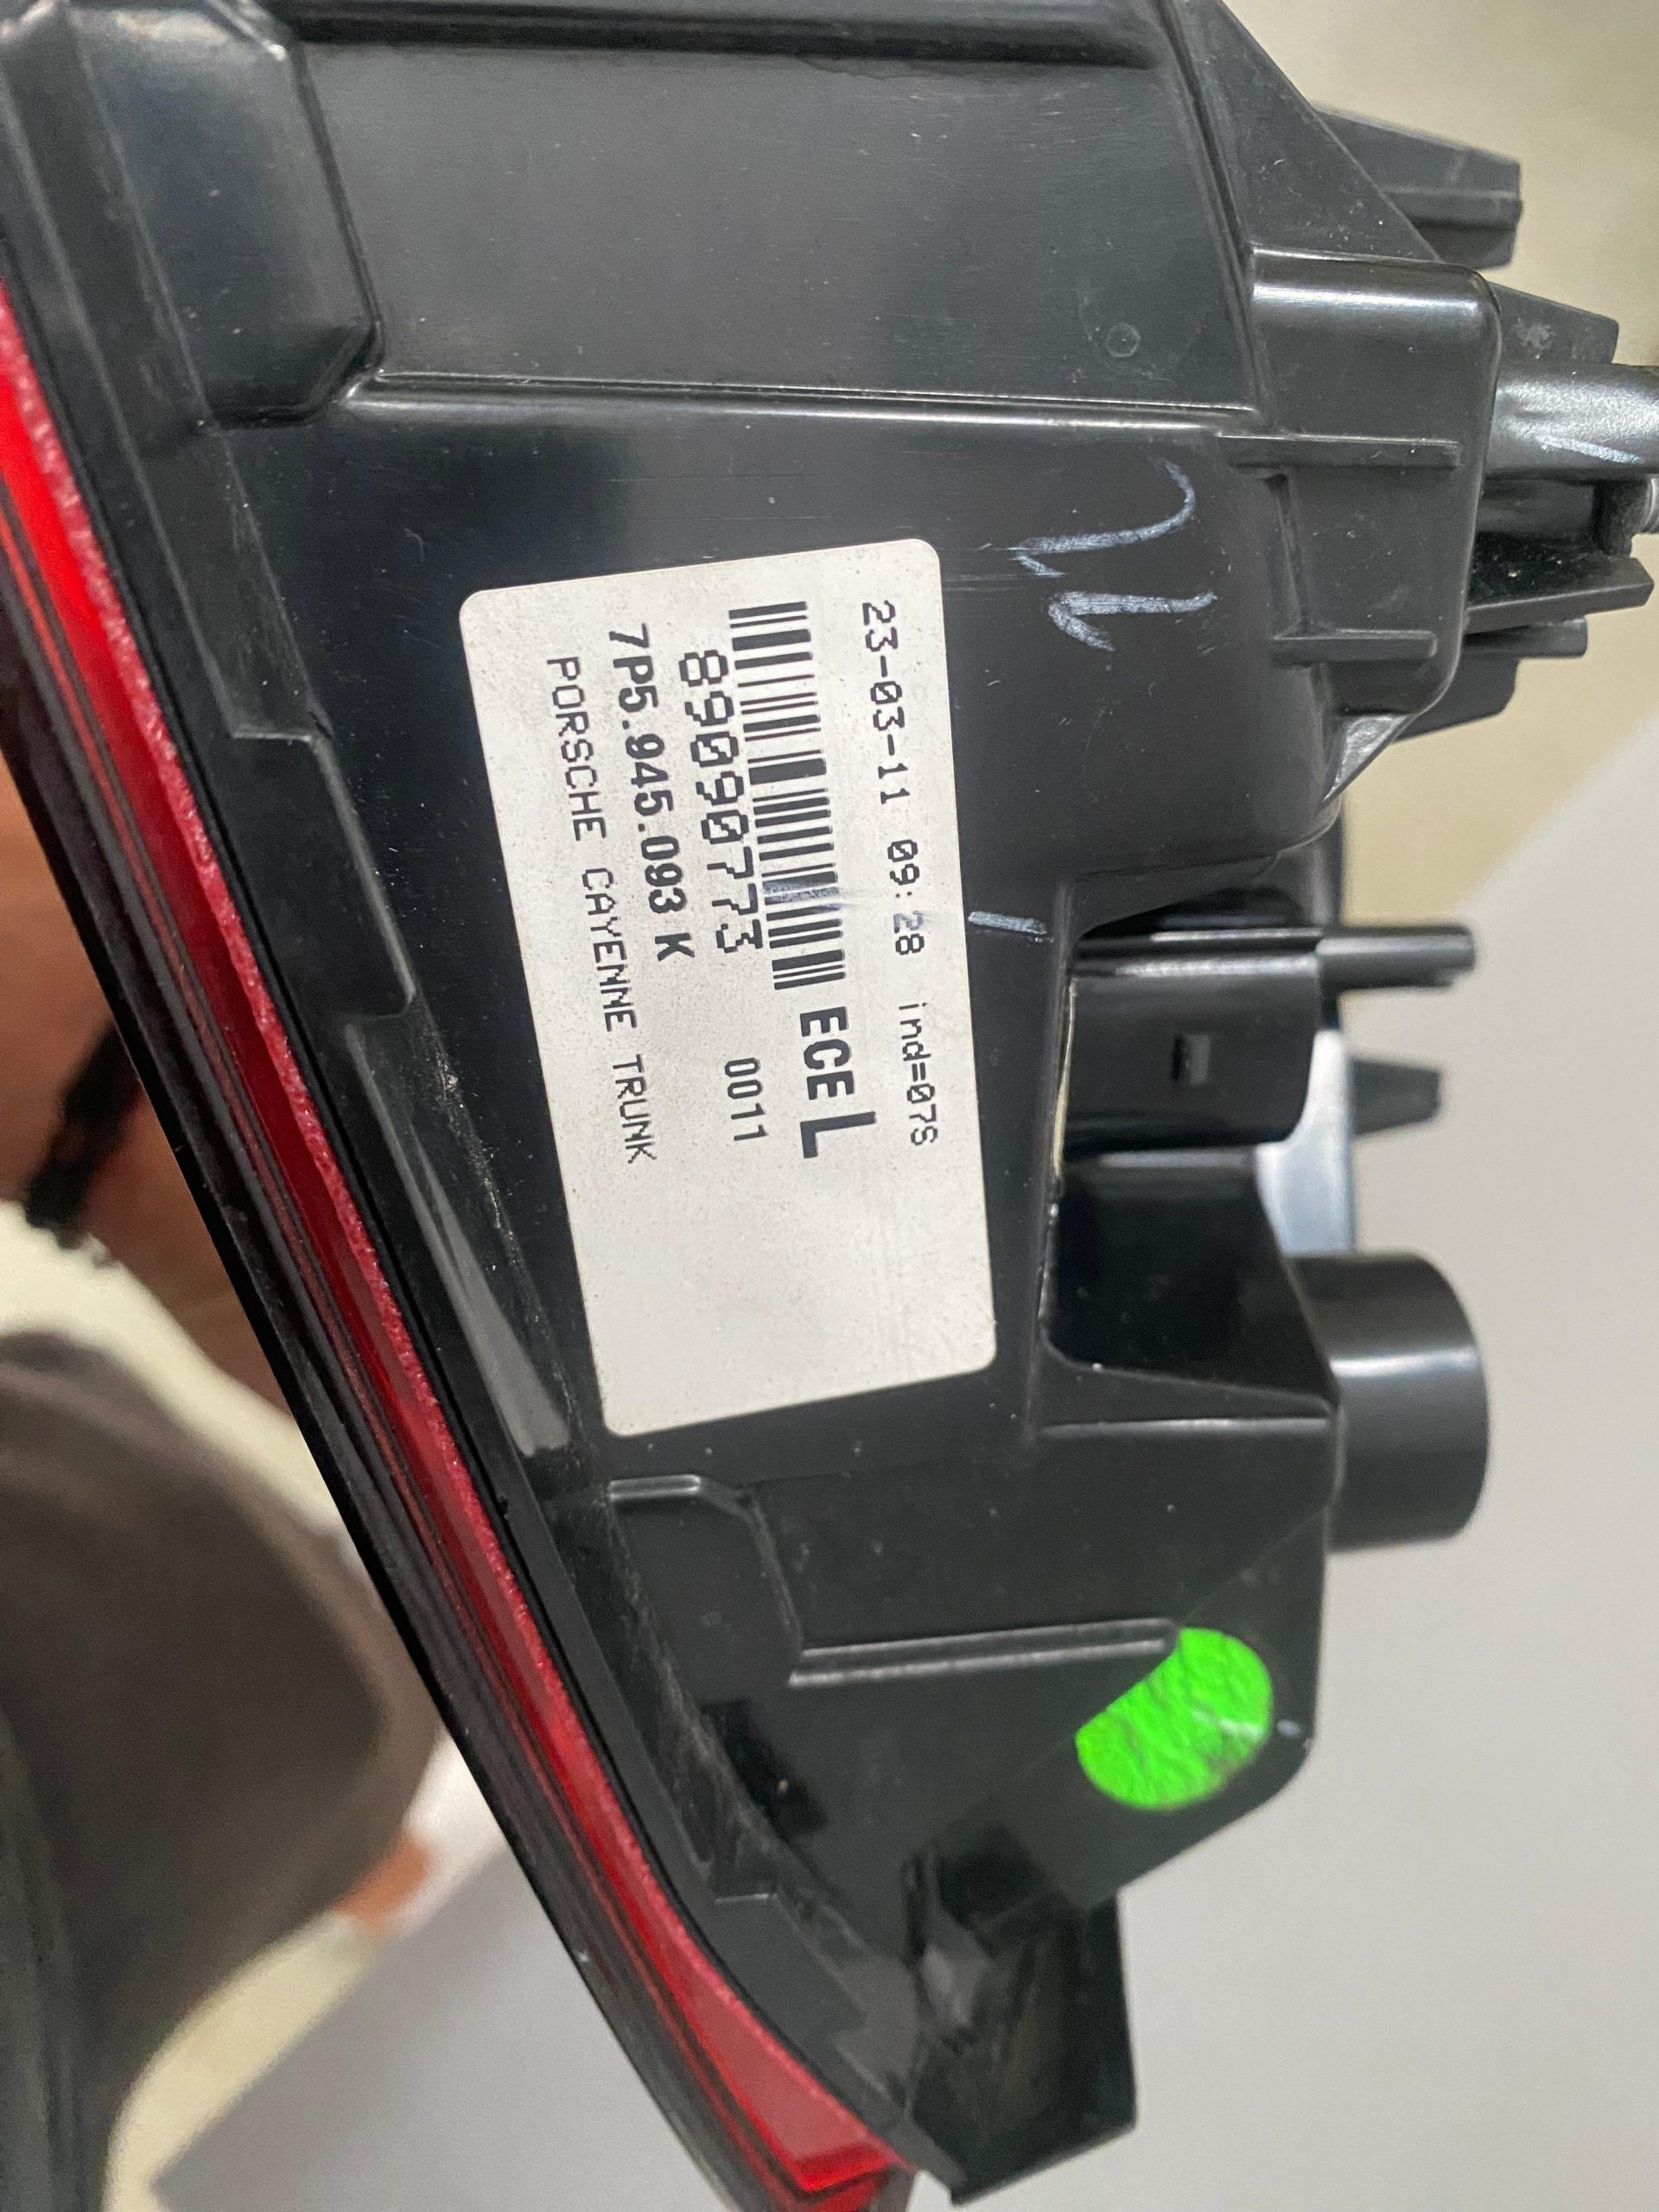 23-03-11 09:28 ind=07S
ECE L
89090773 0011
7P5.945.093 K
PORSCHE CAYENNE TRUNK